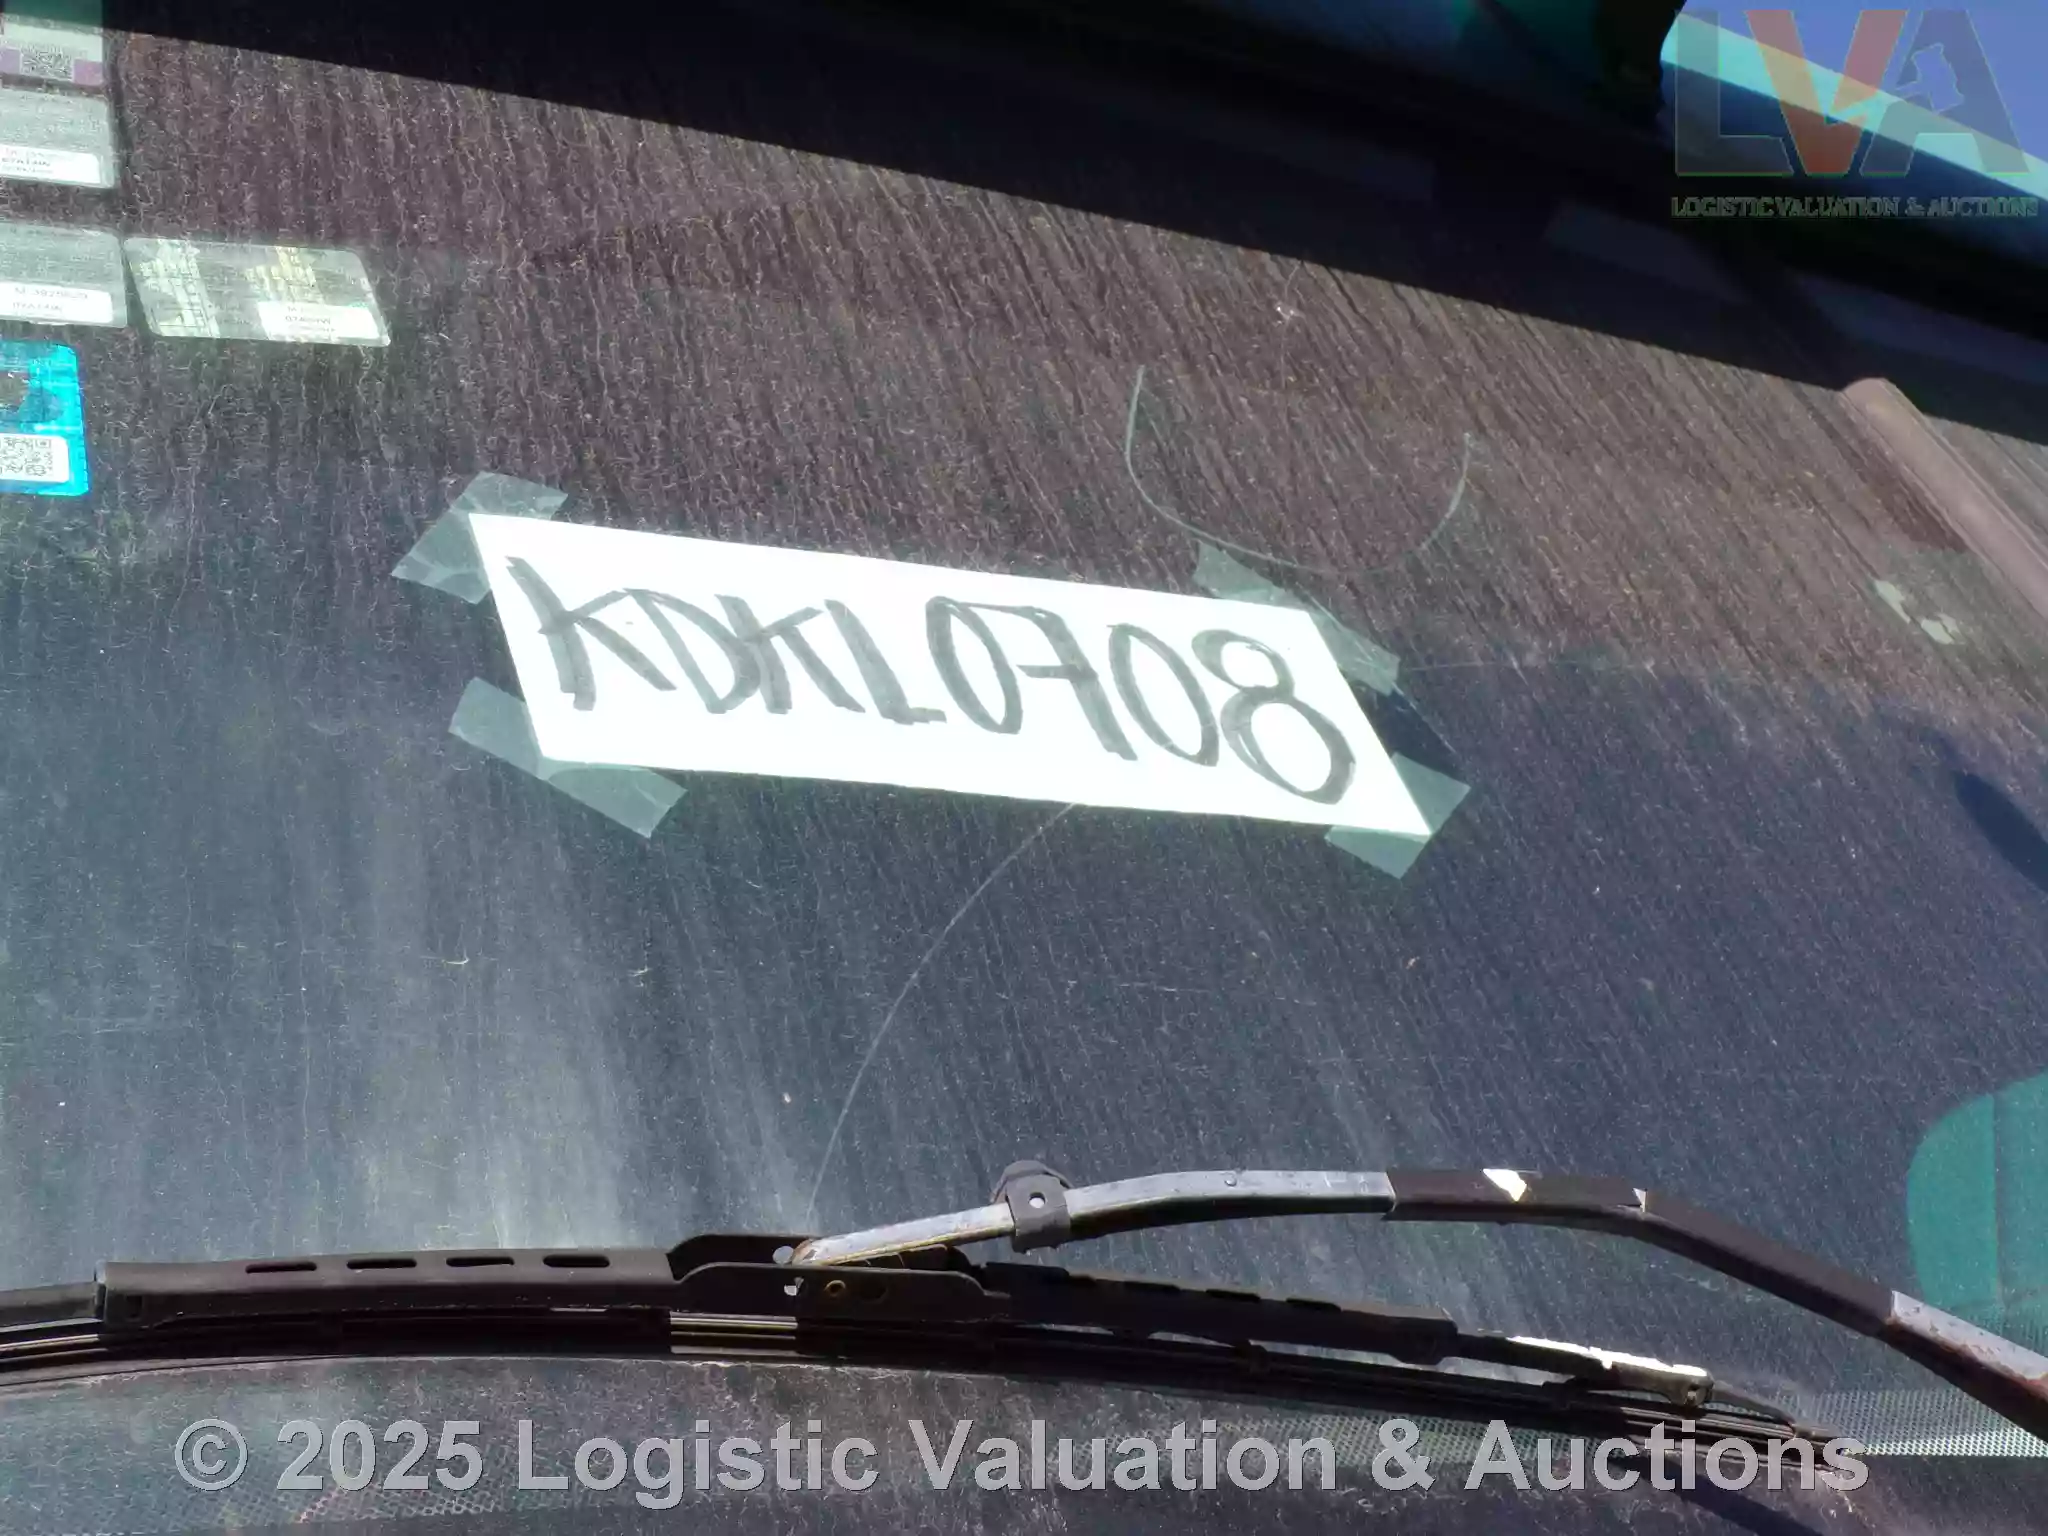 LVA
LOGISTIC VALUATION & AUCTIONS
KDKL0708
© 2025 Logistic Valuation & Auctions